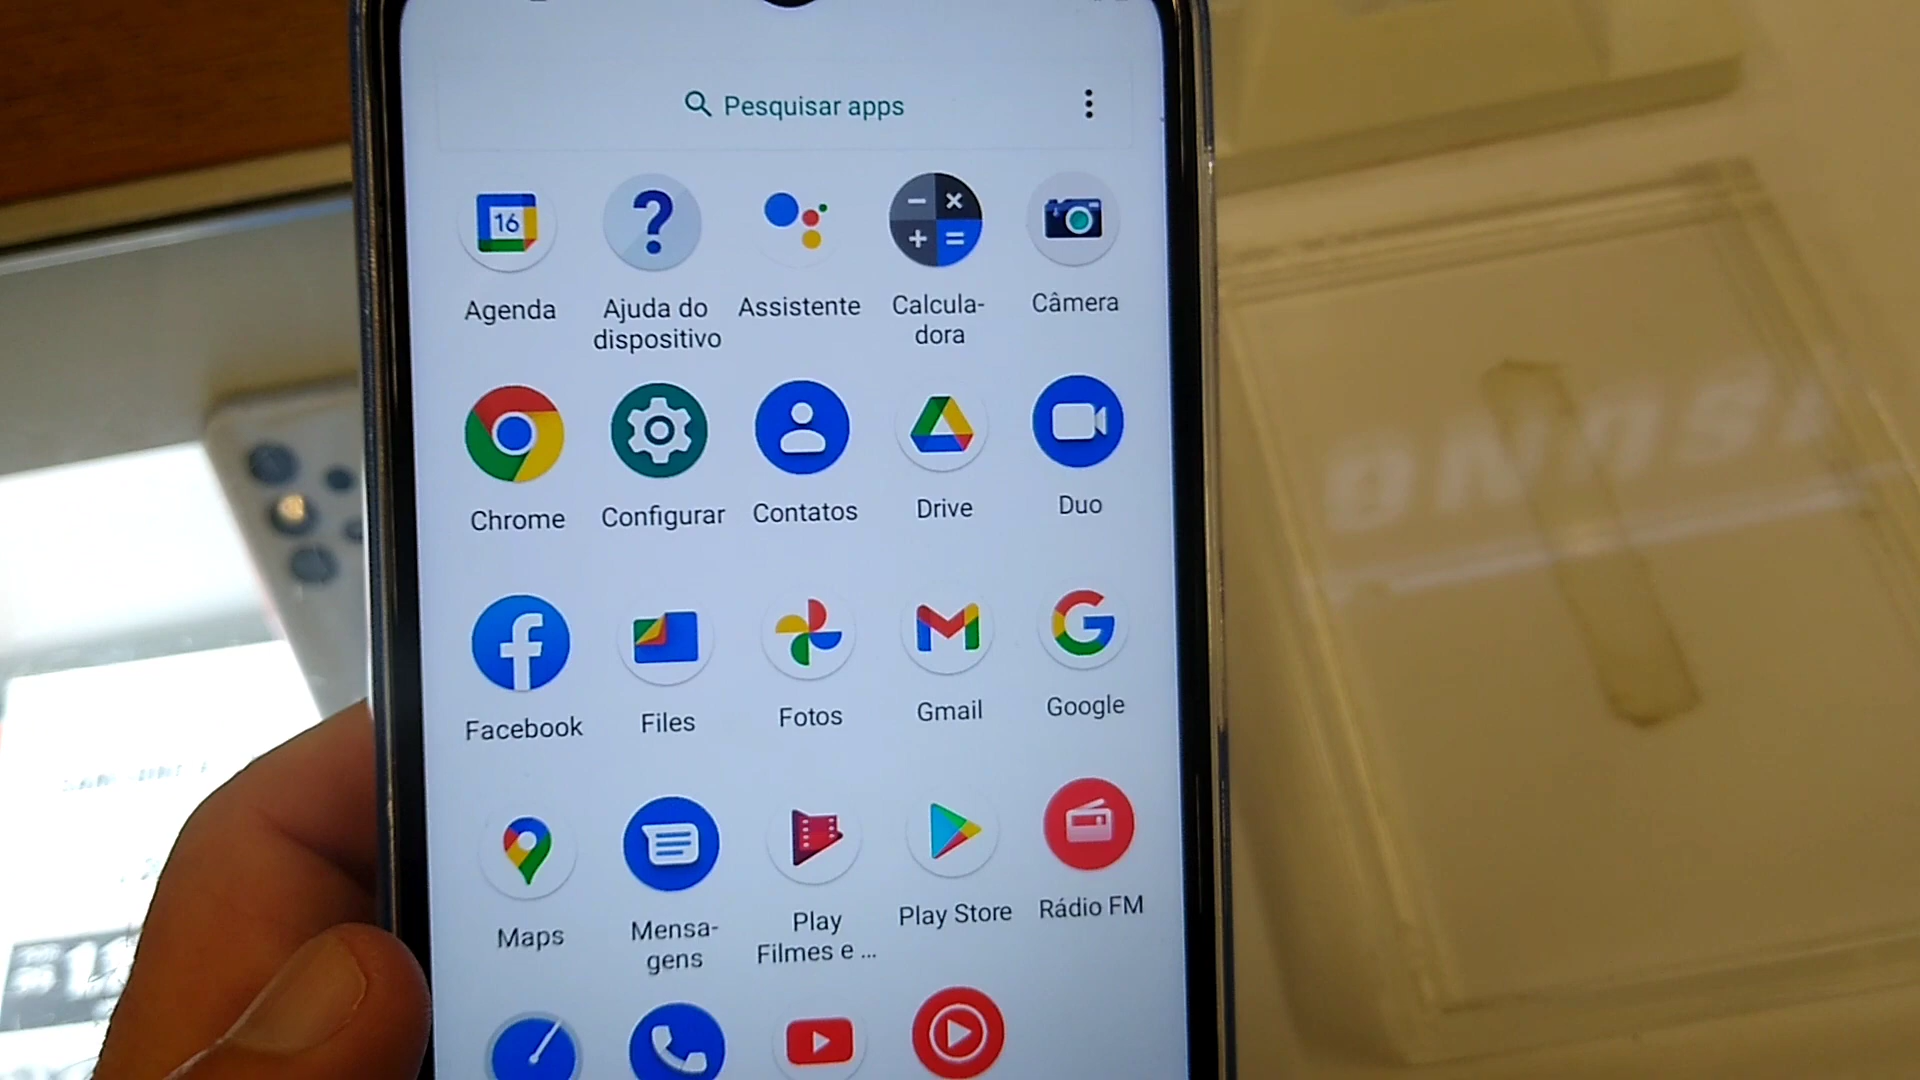 Pesquisar apps
16
Agenda
Ajuda do
dispositivo
Assistente
Calcula-
dora
Câmera
Chrome
Configurar
Contatos
Drive
Duo
Facebook
Files
Fotos
Gmail
Google
Maps
Mensa-
gens
Play
Filmes e ...
Play Store
Rádio FM